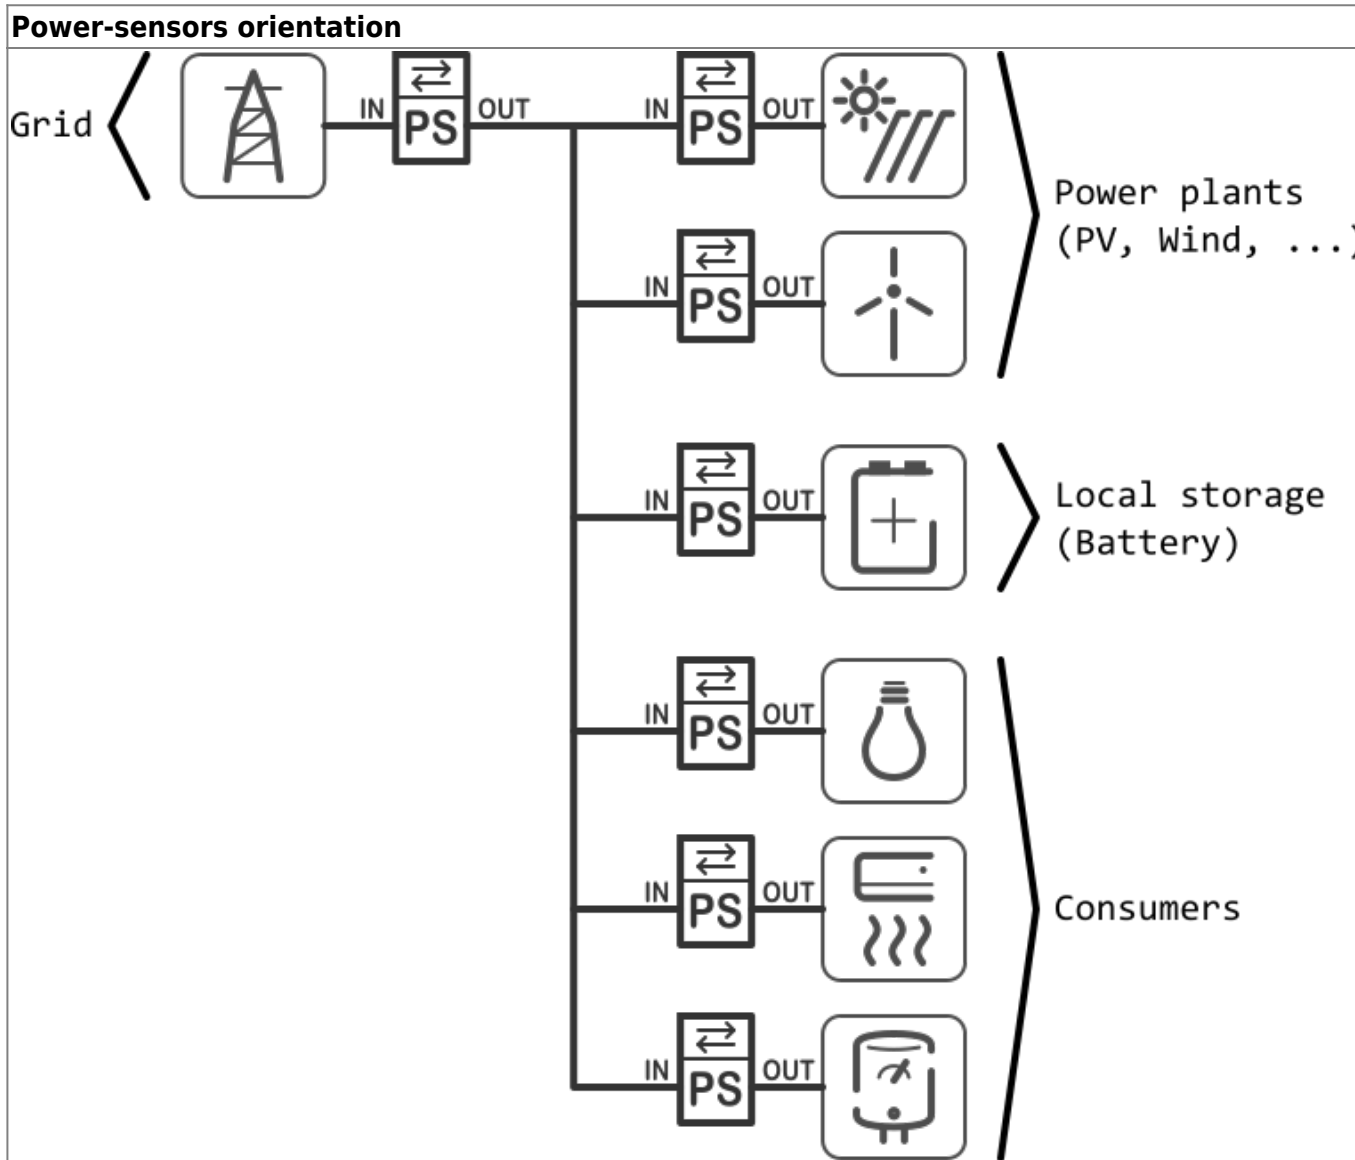 Power-sensors orientation
Grid
IN PS OUT
IN PS OUT
Power plants
(PV, Wind, ...)
IN PS OUT
IN PS OUT
Local storage
(Battery)
IN PS OUT
IN PS OUT
Consumers
IN PS OUT